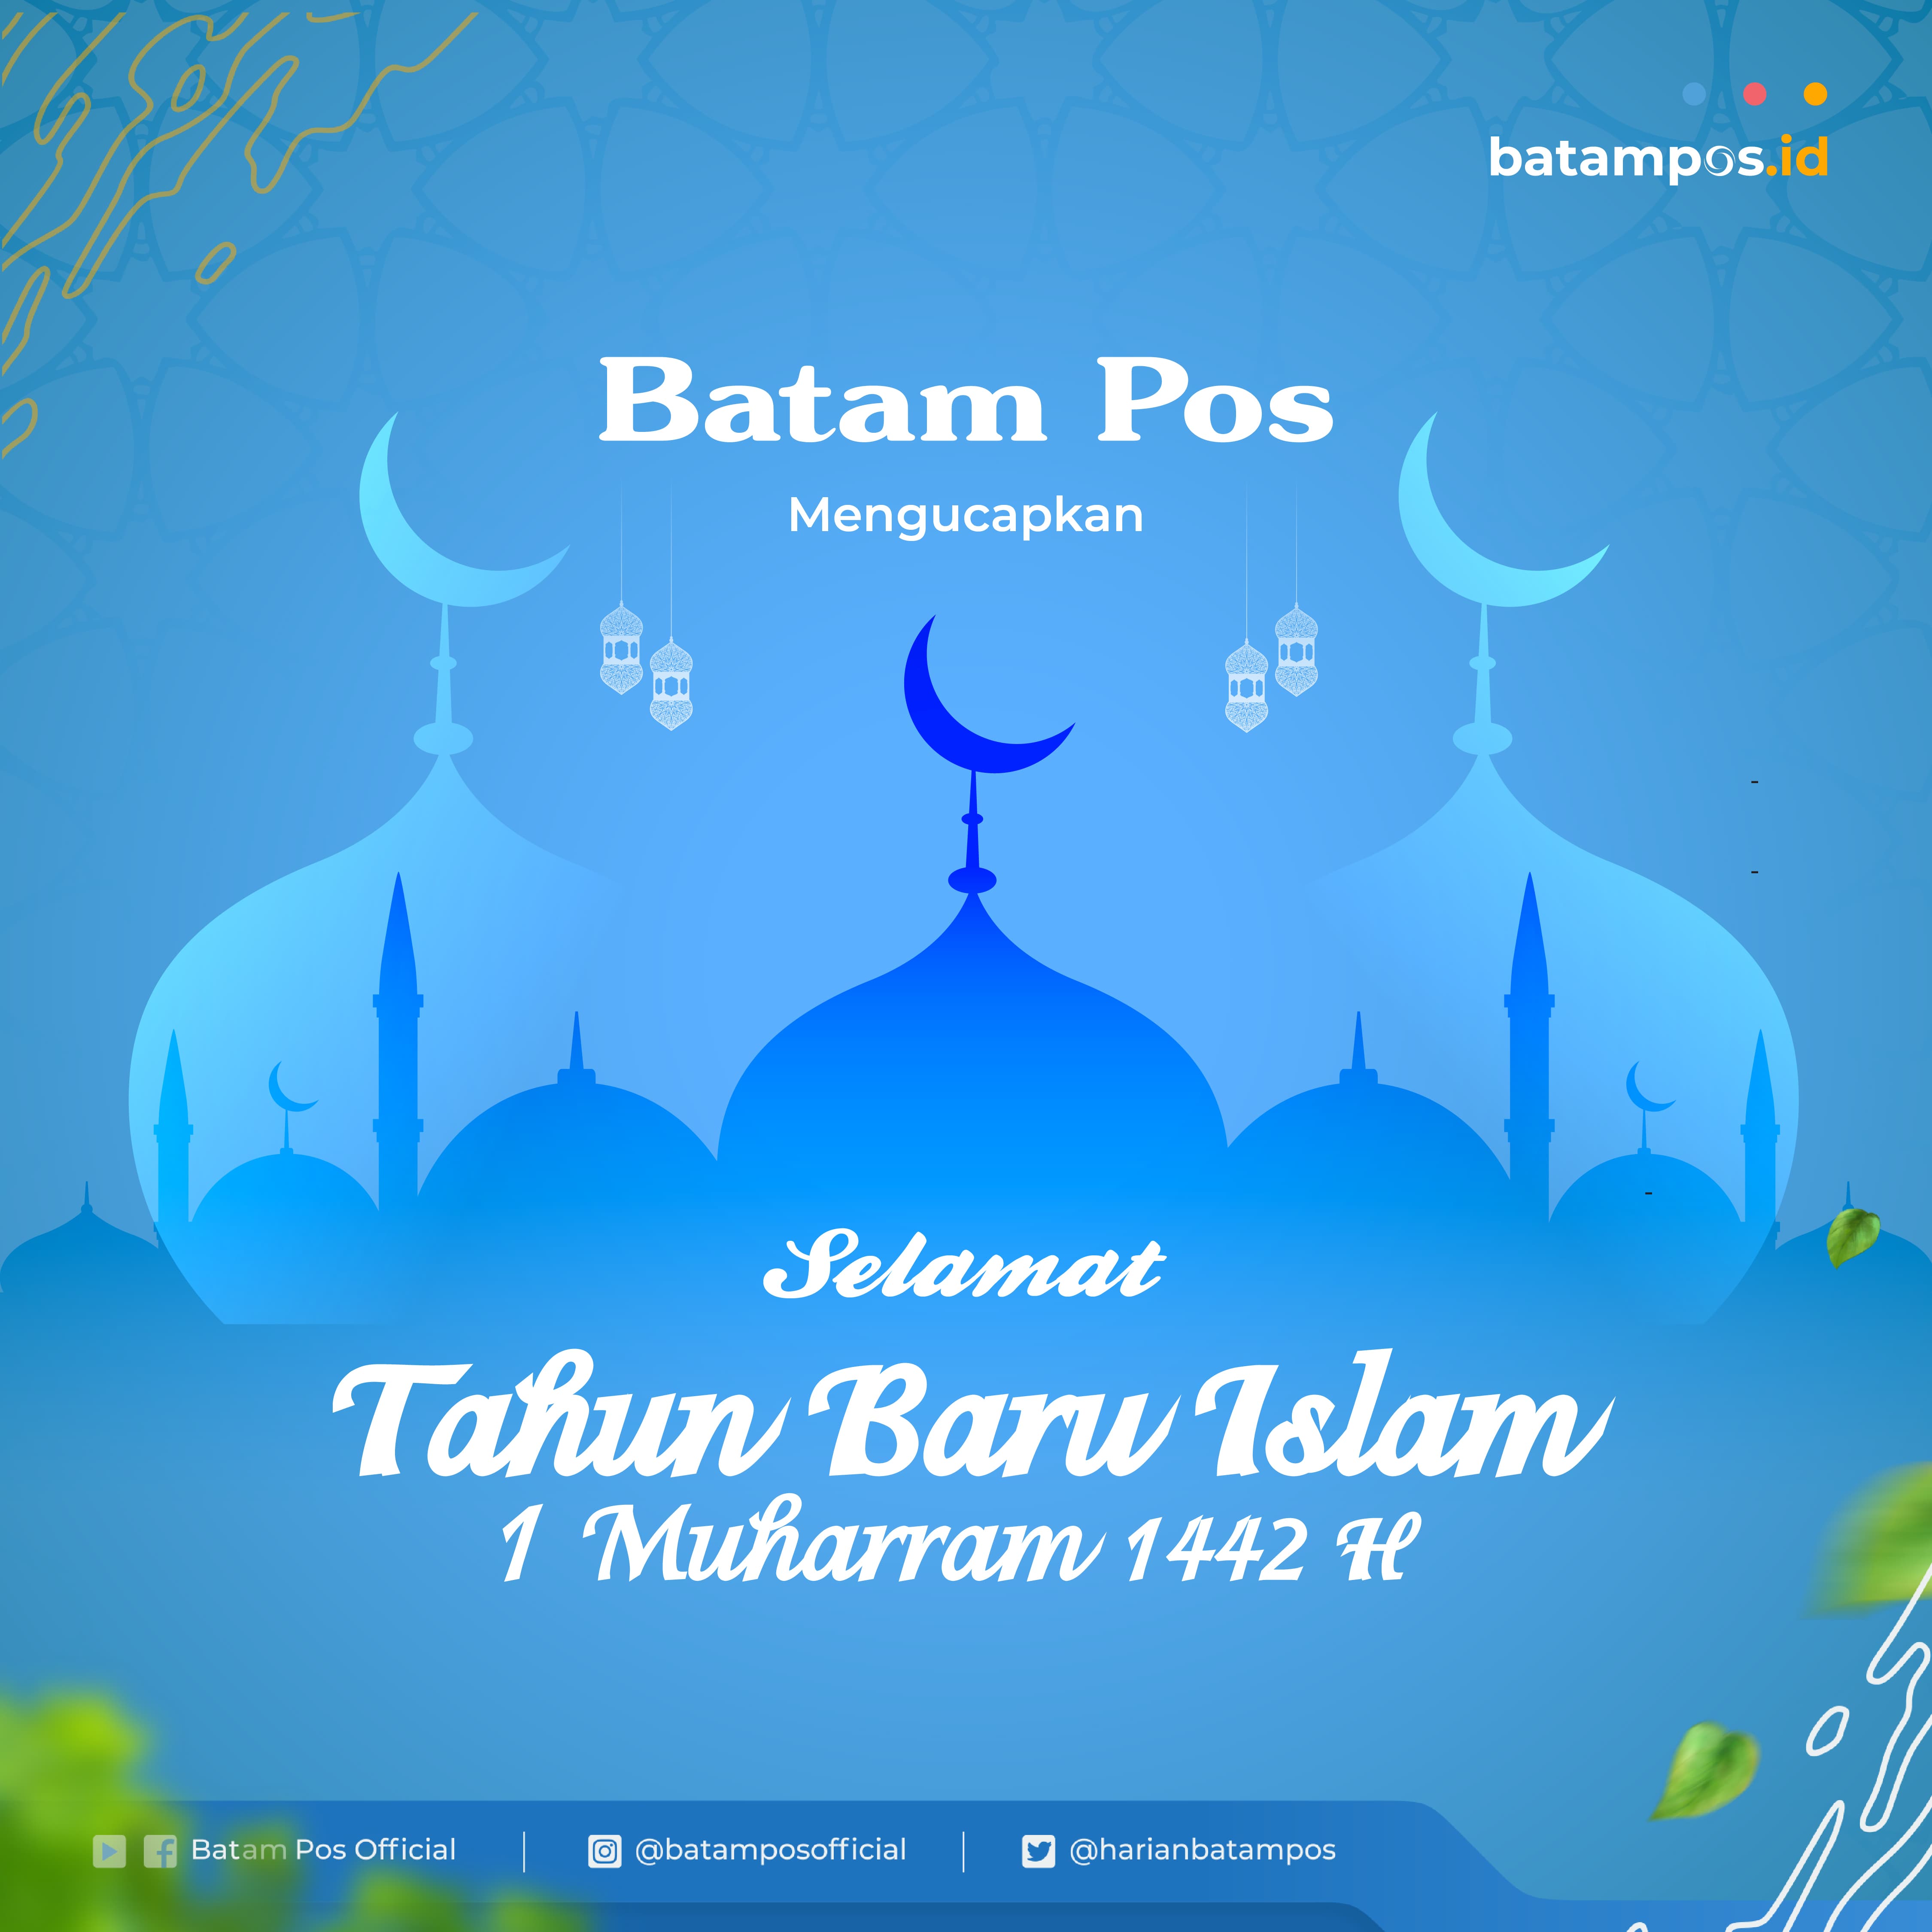 batampos.id
Batam Pos
Mengucapkan
Selamat
Tahun Baru Islam
1 Muharram 1442 H
Batam Pos Official
@batamposofficial
@harianbatampos